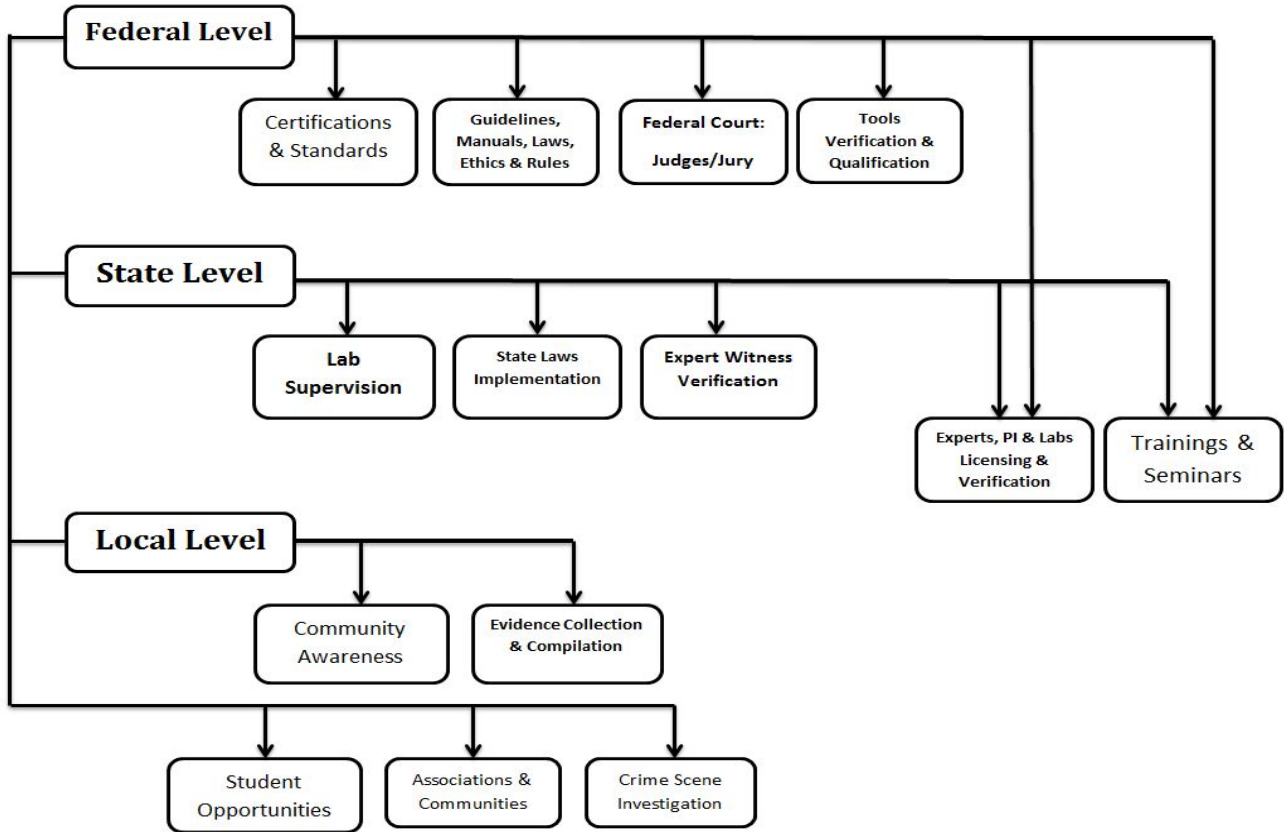 Federal Level
Certifications
& Standards
Guidelines,
Manuals, Laws,
Ethics & Rules
Federal Court:
Judges/Jury
Tools
Verification &
Qualification
State Level
Lab
Supervision
State Laws
Implementation
Expert Witness
Verification
Experts, PI & Labs
Licensing &
Verification
Trainings &
Seminars
Local Level
Community
Awareness
Evidence Collection
& Compilation
Student
Opportunities
Associations &
Communities
Crime Scene
Investigation